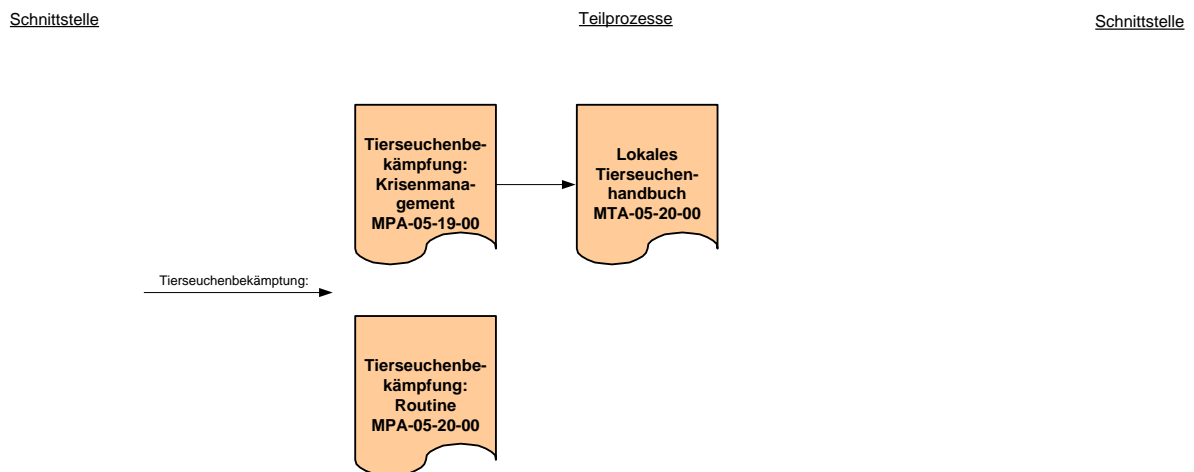 Schnittstelle
Teilprozesse
Schnittstelle
Tierseuchenbe-
kämpfung:
Krisenmana-
gement
MPA-05-19-00
Lokales
Tierseuchen-
handbuch
MTA-05-20-00
Tierseuchenbekämptung:
Tierseuchenbe-
kämpfung:
Routine
MPA-05-20-00